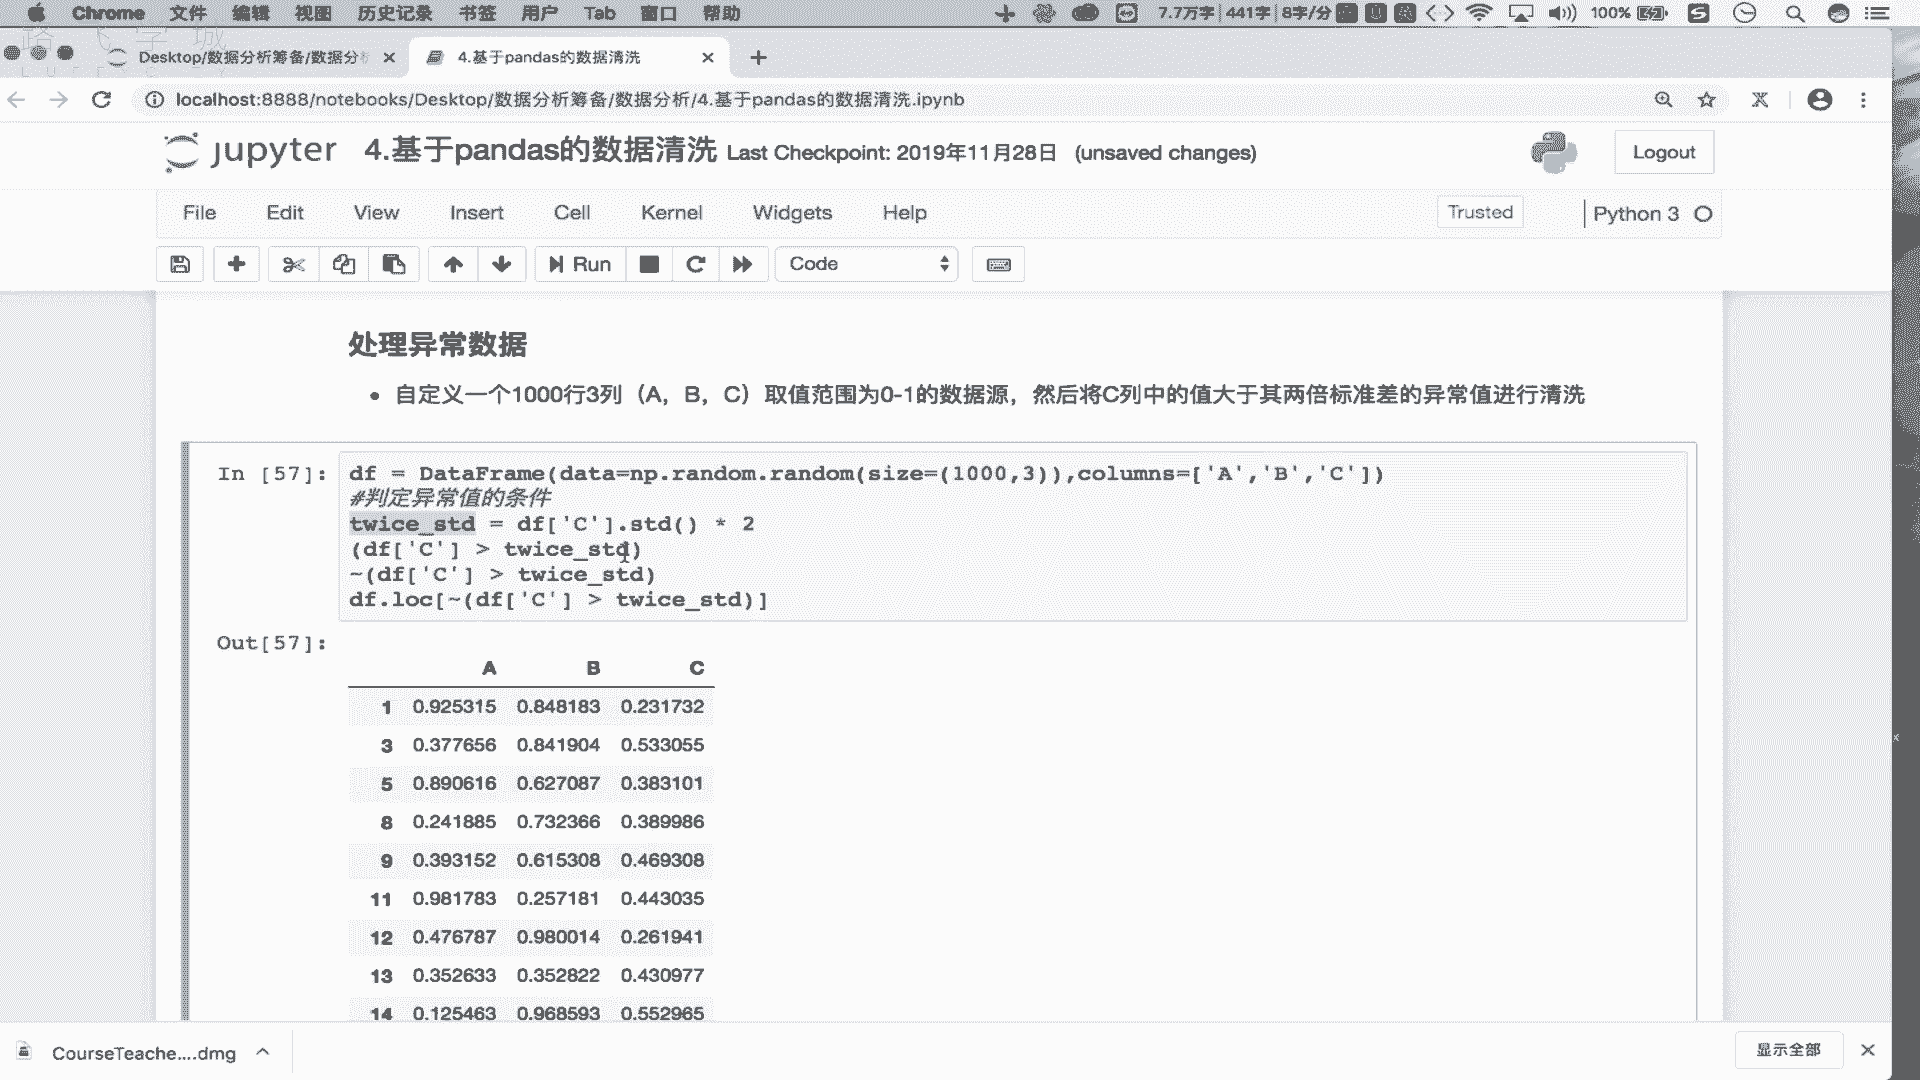 Chrome 文件 编辑 视图 历史记录 书签 用户 Tab 窗口 帮助 7.7万字 441字 8字/分 100%
Desktop/数据分析筹备/数据分 4.基于pandas的数据清洗
localhost:8888/notebooks/Desktop/数据分析筹备/数据分析/4.基于pandas的数据清洗.ipynb
jupyter 4.基于pandas的数据清洗 Last Checkpoint: 2019年11月28日 (unsaved changes) Logout
File Edit View Insert Cell Kernel Widgets Help Trusted Python 3
Run Code
处理异常数据
• 自定义一个1000行3列（A，B，C）取值范围为0-1的数据源，然后将C列中的值大于其两倍标准差的异常值进行清洗
In [57]: df = DataFrame(data=np.random.random(size=(1000,3)),columns=['A','B','C'])
#判定异常值的条件
twice_std = df['C'].std() * 2
(df['C'] > twice_std)
~(df['C'] > twice_std)
df.loc[~(df['C'] > twice_std)]
Out[57]:
A B C
1 0.925315 0.848183 0.231732
3 0.377656 0.841904 0.533055
5 0.890616 0.627087 0.383101
8 0.241885 0.732366 0.389986
9 0.393152 0.615308 0.469308
11 0.981783 0.257181 0.443035
12 0.476787 0.980014 0.261941
13 0.352633 0.352822 0.430977
14 0.125463 0.968593 0.552965
CourseTeache....dmg 显示全部